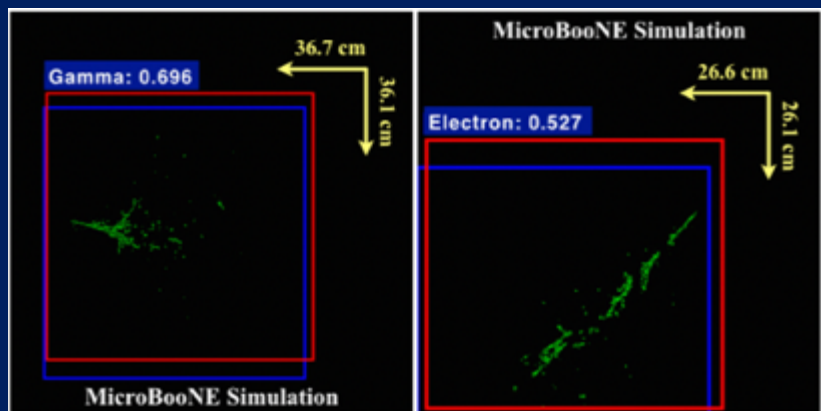 36.7 cm
Gamma: 0.696
36.1 cm
MicroBooNE Simulation
MicroBooNE Simulation
26.6 cm
Electron: 0.527
26.1 cm